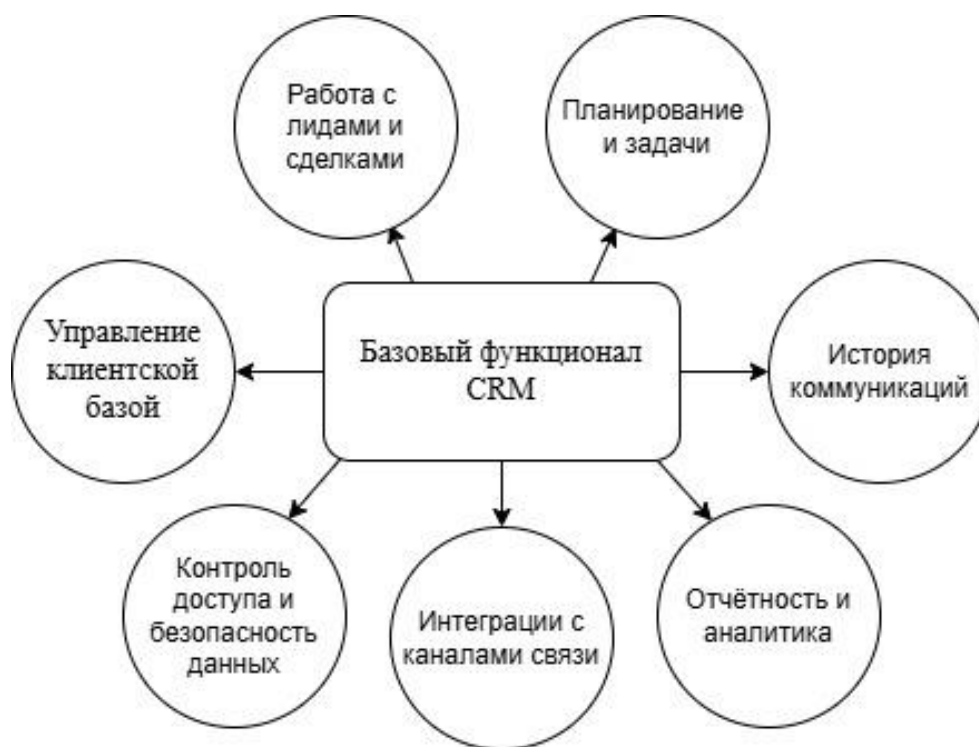 Работа с
лидами и
сделками
Планирование
и задачи
Управление
клиентской
базой
Базовый функционал
CRM
История
коммуникаций
Контроль
доступа и
безопасность
данных
Интеграции с
каналами связи
Отчётность и
аналитика